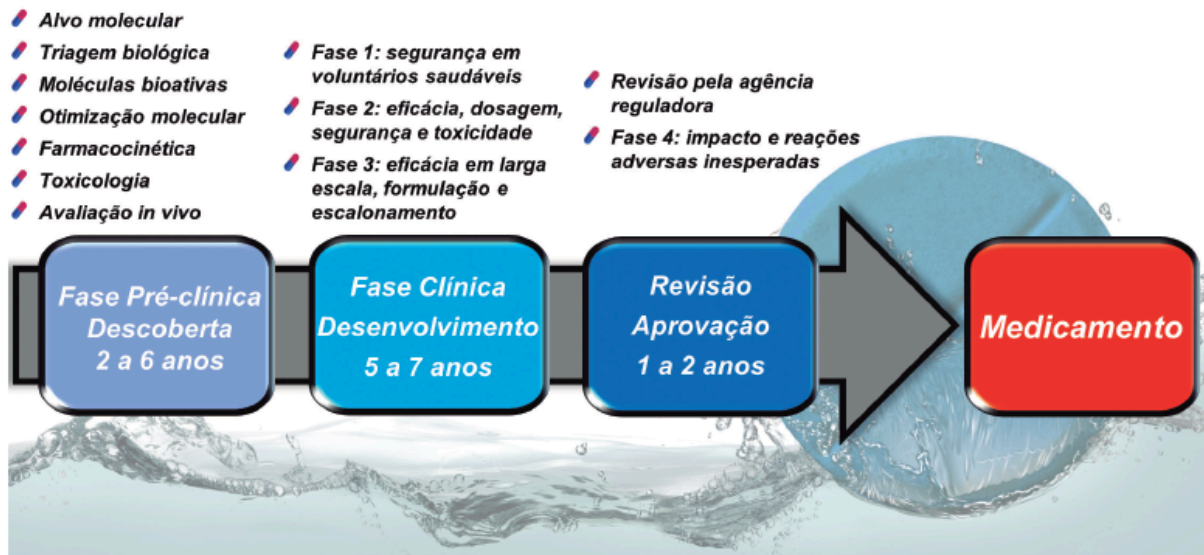 Alvo molecular
Triagem biológica
Moléculas bioativas
Otimização molecular
Farmacocinética
Toxicologia
Avaliação in vivo
Fase 1: segurança em
voluntários saudáveis
Fase 2: eficácia, dosagem,
segurança e toxicidade
Fase 3: eficácia em larga
escala, formulação e
escalonamento
Revisão pela agência
reguladora
Fase 4: impacto e reações
adversas inesperadas
Fase Pré-clínica
Descoberta
2 a 6 anos
Fase Clínica
Desenvolvimento
5 a 7 anos
Revisão
Aprovação
1 a 2 anos
Medicamento